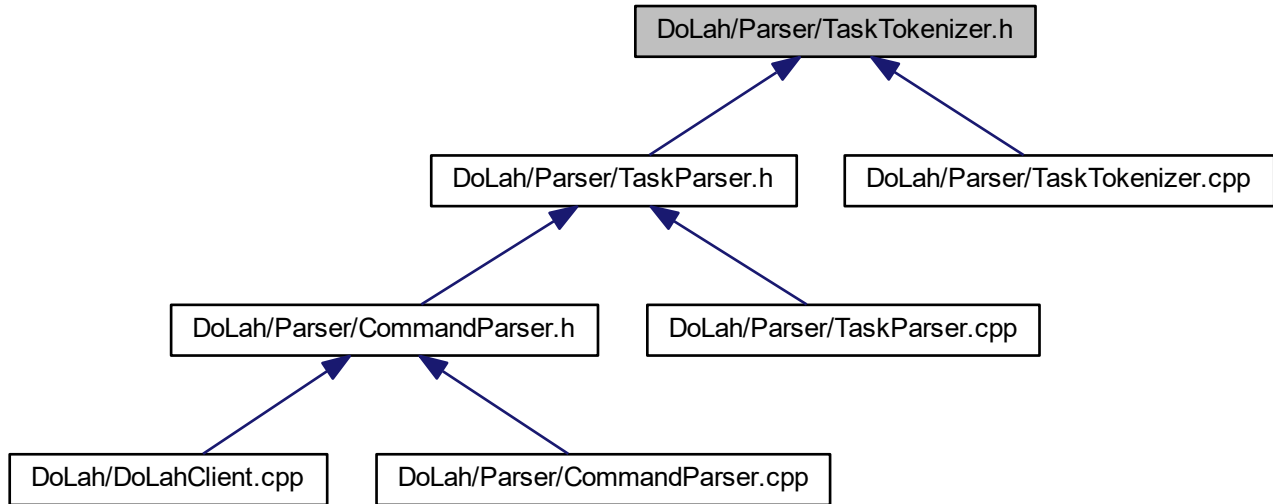 DoLah/Parser/TaskTokenizer.h
DoLah/Parser/TaskParser.h
DoLah/Parser/TaskTokenizer.cpp
DoLah/Parser/CommandParser.h
DoLah/Parser/TaskParser.cpp
DoLah/DoLahClient.cpp
DoLah/Parser/CommandParser.cpp